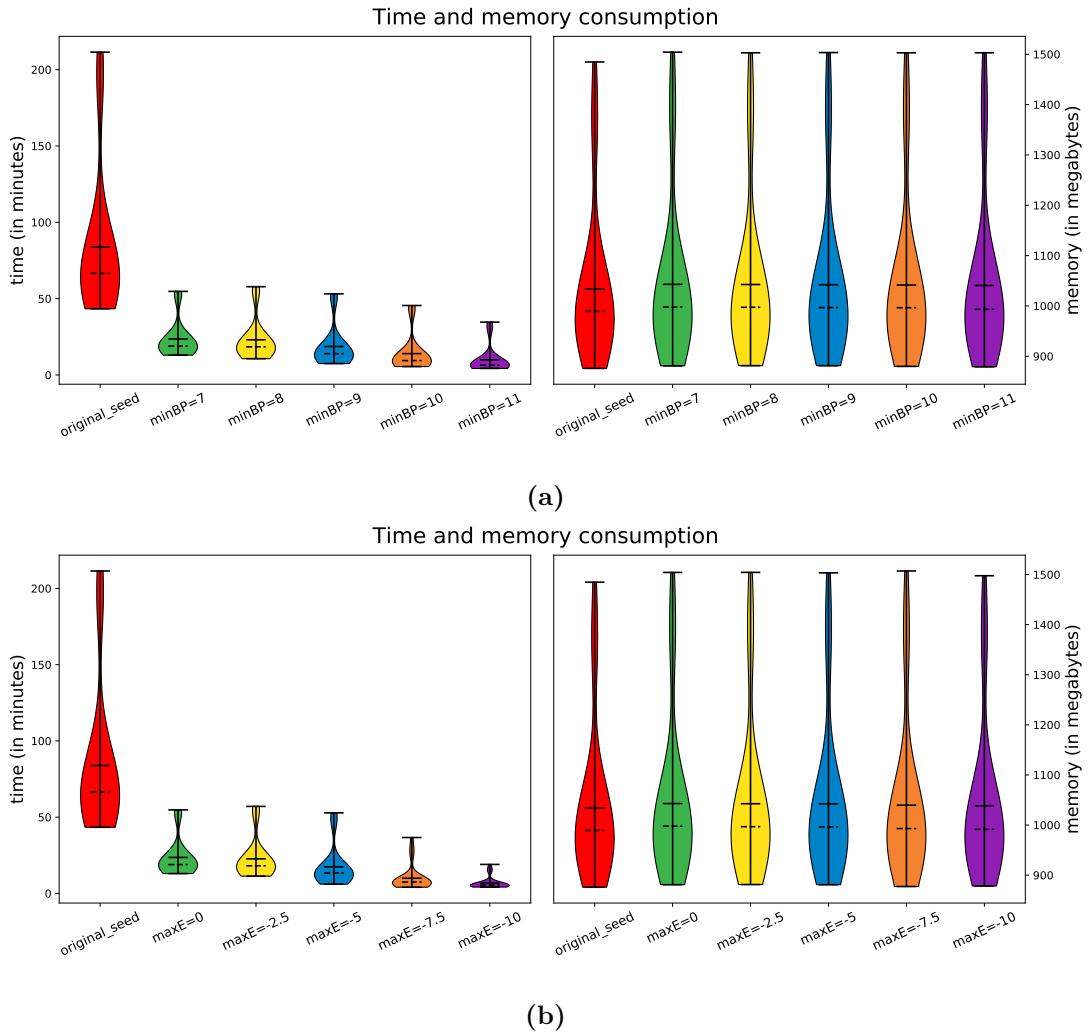 Time and memory consumption
time (in minutes)
200
150
100
50
0
original_seed
minBP=7
minBP=8
minBP=9
minBP=10
minBP=11
memory (in megabytes)
1500
1400
1300
1200
1100
1000
900
original_seed
minBP=7
minBP=8
minBP=9
minBP=10
minBP=11
(a)
Time and memory consumption
time (in minutes)
200
150
100
50
0
original_seed
maxE=0
maxE=-2.5
maxE=-5
maxE=-7.5
maxE=-10
memory (in megabytes)
1500
1400
1300
1200
1100
1000
900
original_seed
maxE=0
maxE=-2.5
maxE=-5
maxE=-7.5
maxE=-10
(b)